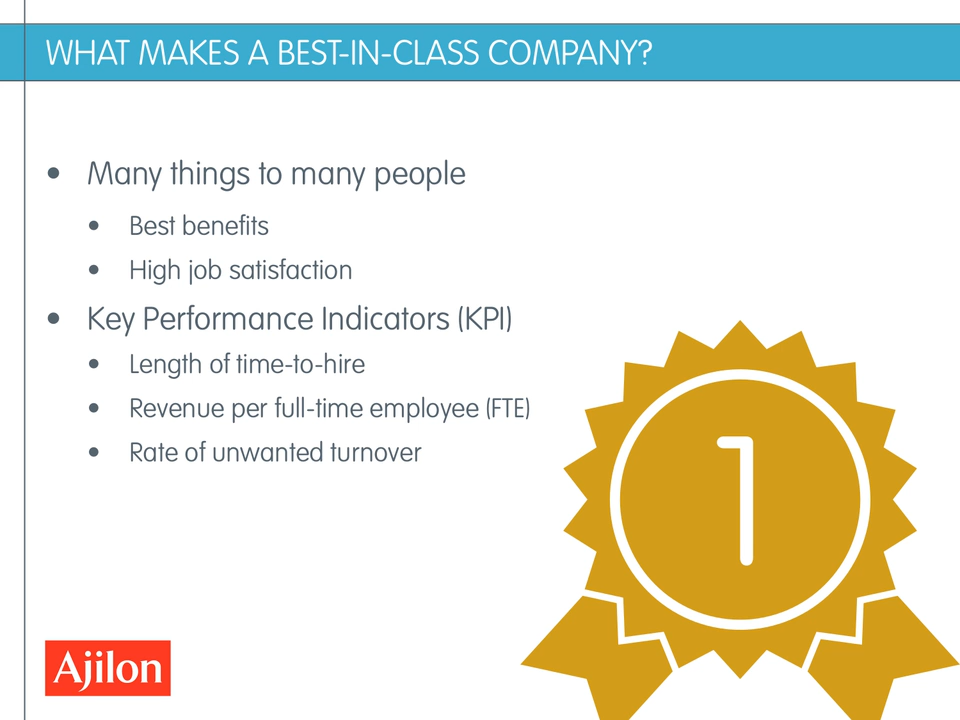 WHAT MAKES A BEST-IN-CLASS COMPANY?
• Many things to many people
• Best benefits
• High job satisfaction
• Key Performance Indicators (KPI)
• Length of time-to-hire
• Revenue per full-time employee (FTE)
• Rate of unwanted turnover
1
Ajilon